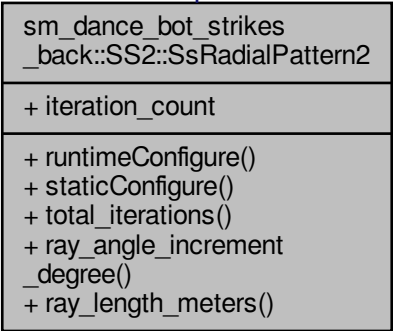 sm_dance_bot_strikes
_back::SS2::SsRadialPattern2
+ iteration_count
+ runtimeConfigure()
+ staticConfigure()
+ total_iterations()
+ ray_angle_increment
_degree()
+ ray_length_meters()